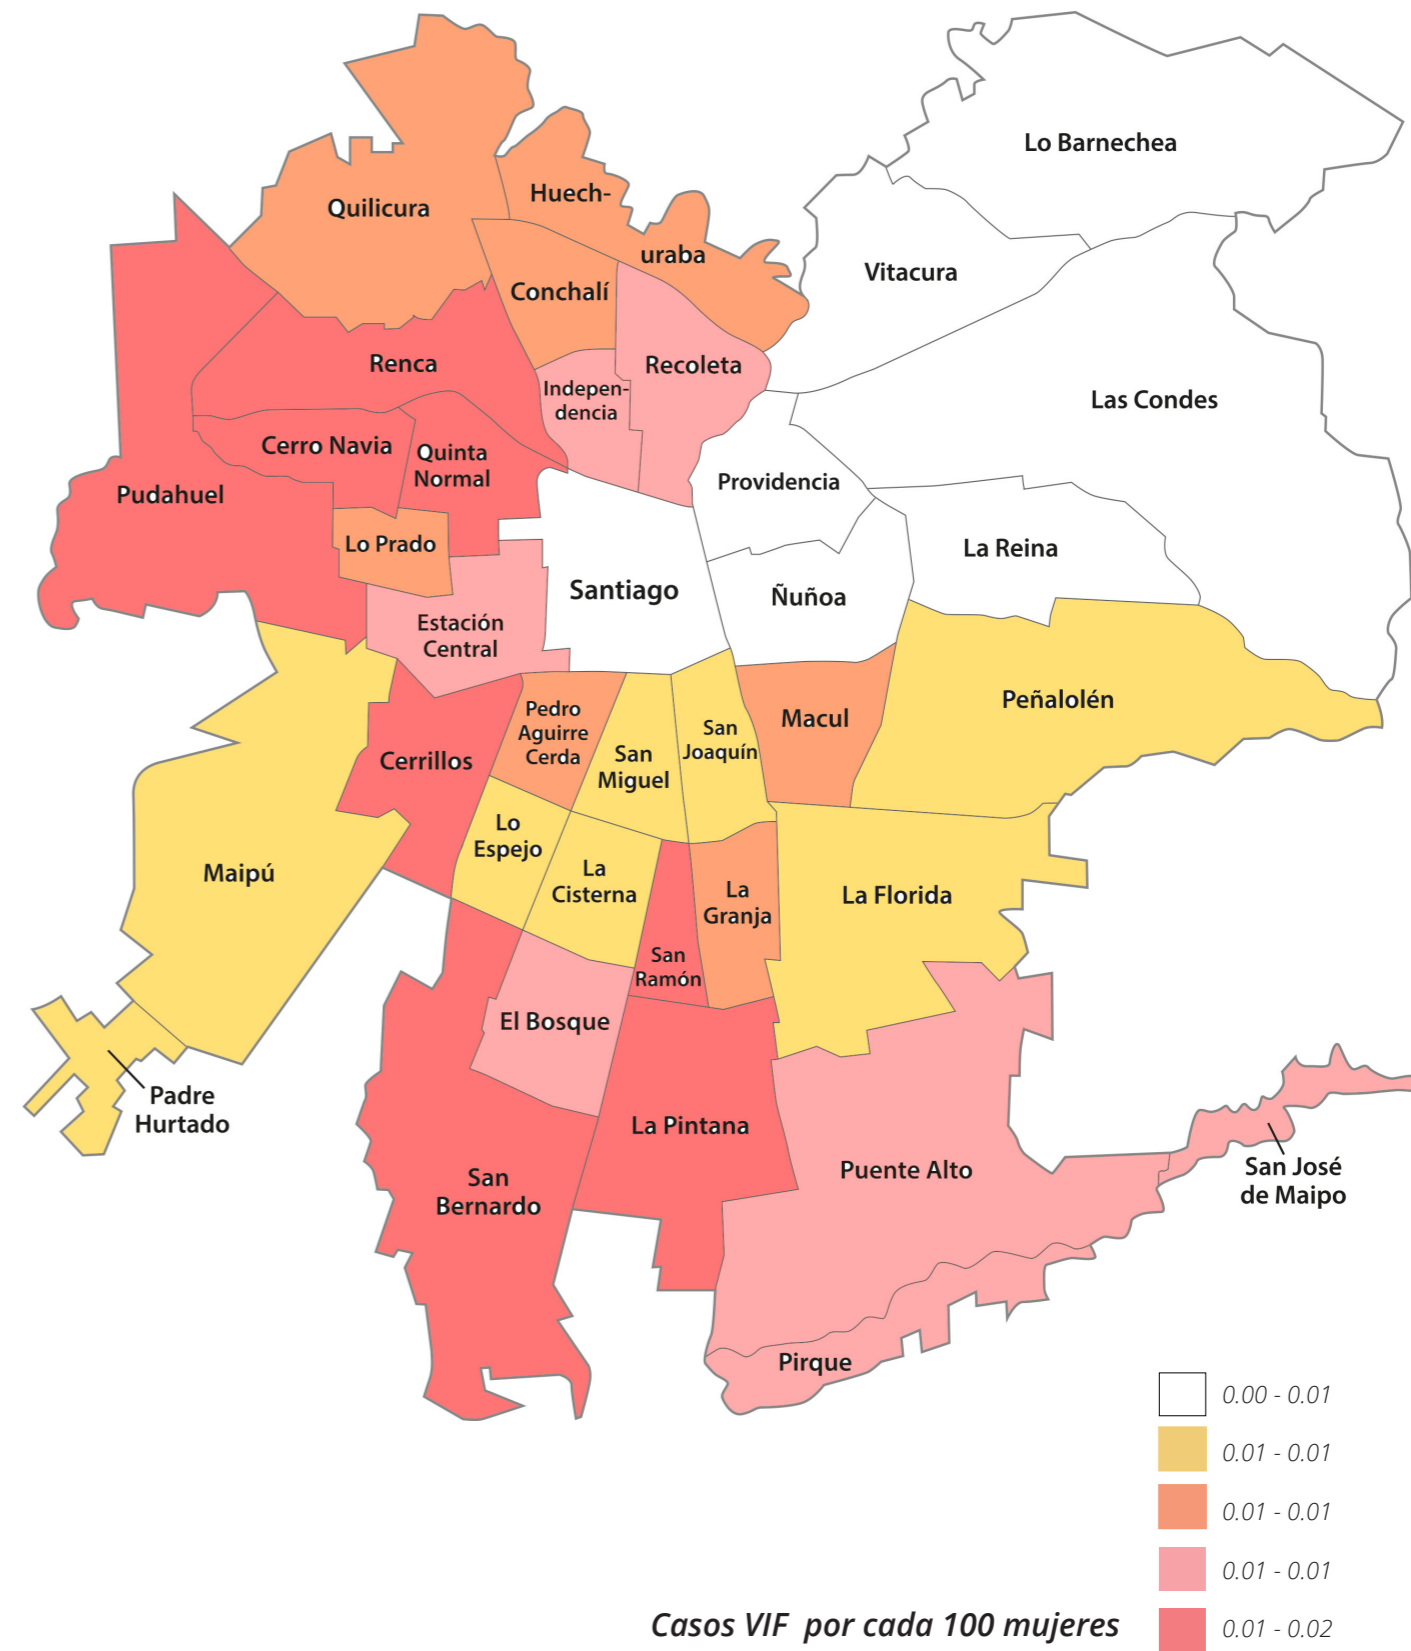 Lo Barnechea
Quilicura
Huech-
uraba
Vitacura
Conchalí
Renca
Recoleta
Indepen-
dencia
Las Condes
Cerro Navia
Quinta
Normal
Providencia
Pudahuel
Lo Prado
La Reina
Santiago
Ñuñoa
Estación
Central
Peñalolén
Pedro
Aguirre
Cerda
Macul
San
Joaquín
San
Miguel
Cerrillos
Lo
Espejo
Maipú
La
Cisterna
La
Granja
La Florida
San
Ramón
El Bosque
Padre
Hurtado
La Pintana
Puente Alto
San José
de Maipo
San
Bernardo
Pirque
0.00 - 0.01
0.01 - 0.01
0.01 - 0.01
0.01 - 0.01
0.01 - 0.02
Casos VIF por cada 100 mujeres